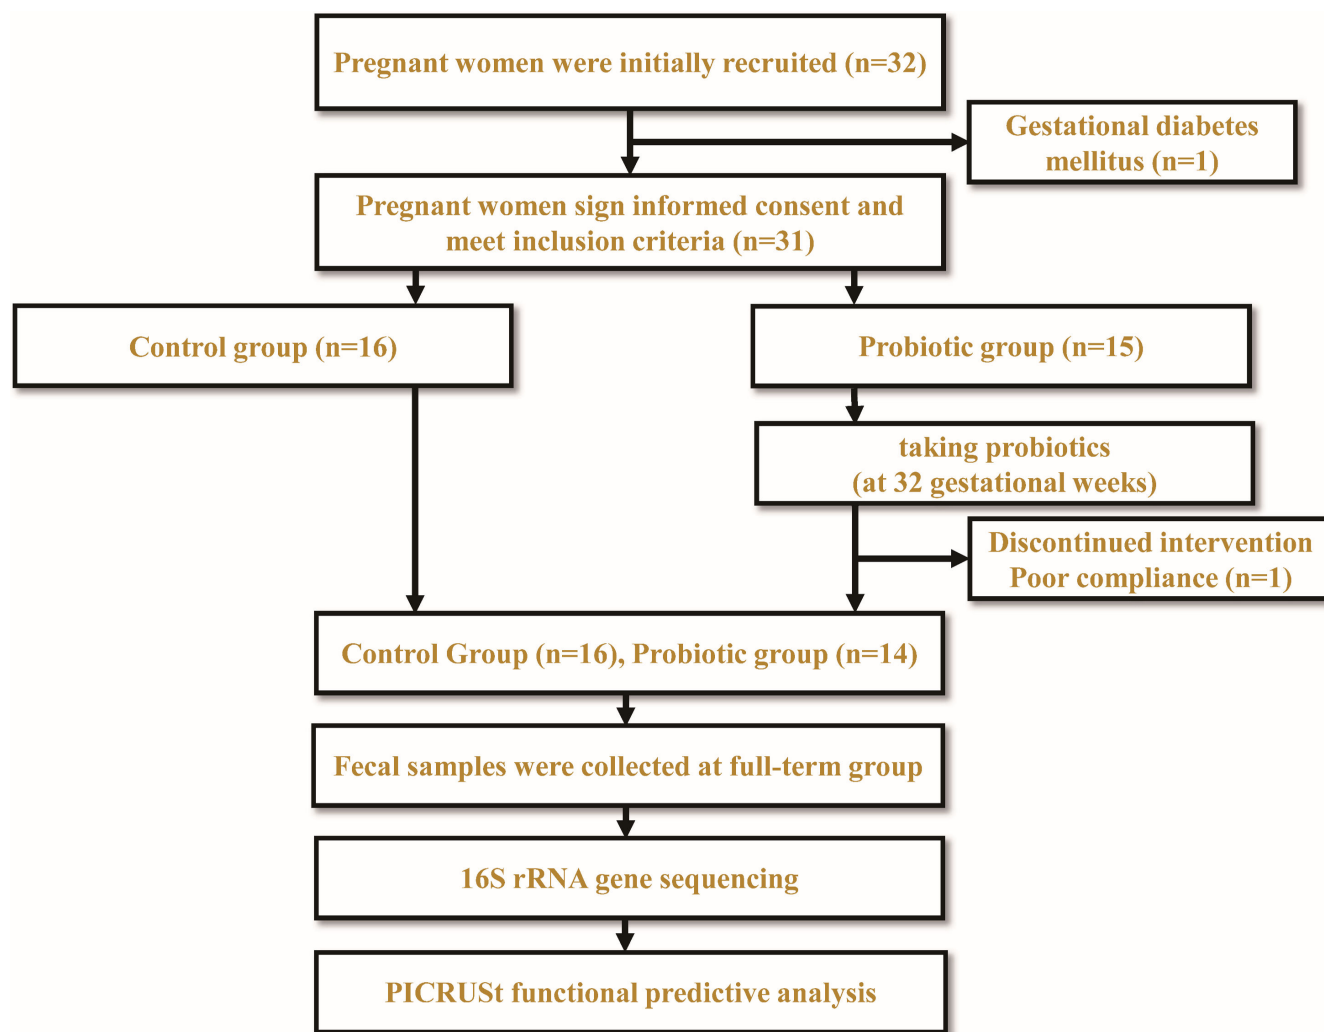 Pregnant women were initially recruited (n=32)
Gestational diabetes
mellitus (n=1)
Pregnant women sign informed consent and
meet inclusion criteria (n=31)
Control group (n=16)
Probiotic group (n=15)
taking probiotics
(at 32 gestational weeks)
Discontinued intervention
Poor compliance (n=1)
Control Group (n=16), Probiotic group (n=14)
Fecal samples were collected at full-term group
16S rRNA gene sequencing
PICRUSt functional predictive analysis